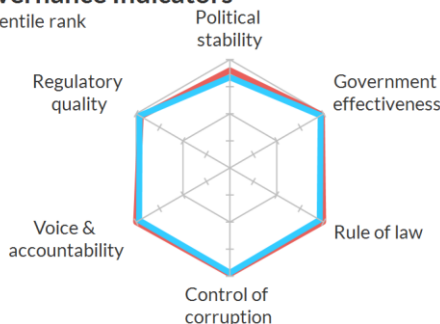 entile rank
Political
stability
Regulatory
quality
Government
effectiveness
Voice &
accountability
Rule of law
Control of
corruption